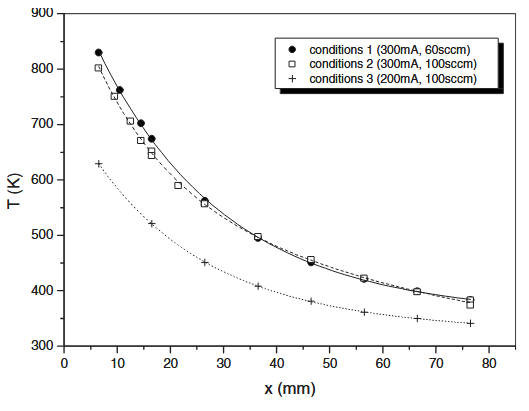 900
800
700
600
500
400
300
T (K)
conditions 1 (300mA, 60sccm)
conditions 2 (300mA, 100sccm)
conditions 3 (200mA, 100sccm)
0 10 20 30 40 50 60 70 80
x (mm)